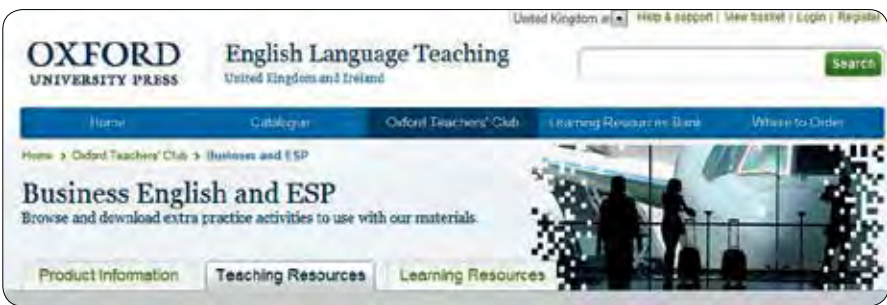 United Kingdom a Help & support | View basket | Login | Register
OXFORD
UNIVERSITY PRESS
English Language Teaching
United Kingdom and Ireland
Search
Home Catalogue Oxford Teachers' Club Learning Resources Bank Where to Order
Home > Oxford Teachers' Club > Business and ESP
Business English and ESP
Browse and download extra practice activities to use with our materials.
Product Information Teaching Resources Learning Resources